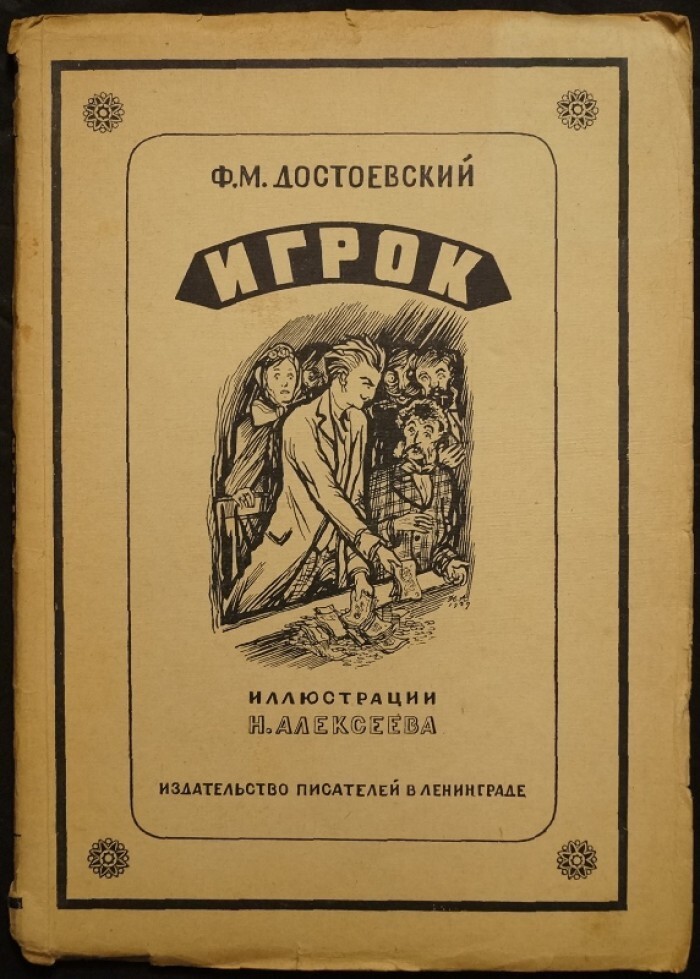 Ф.М. ДОСТОЕВСКИЙ
ИГРОК
ИЛЛЮСТРАЦИИ
Н. АЛЕКСЕЕВА
ИЗДАТЕЛЬСТВО ПИСАТЕЛЕЙ В ЛЕНИНГРАДЕ